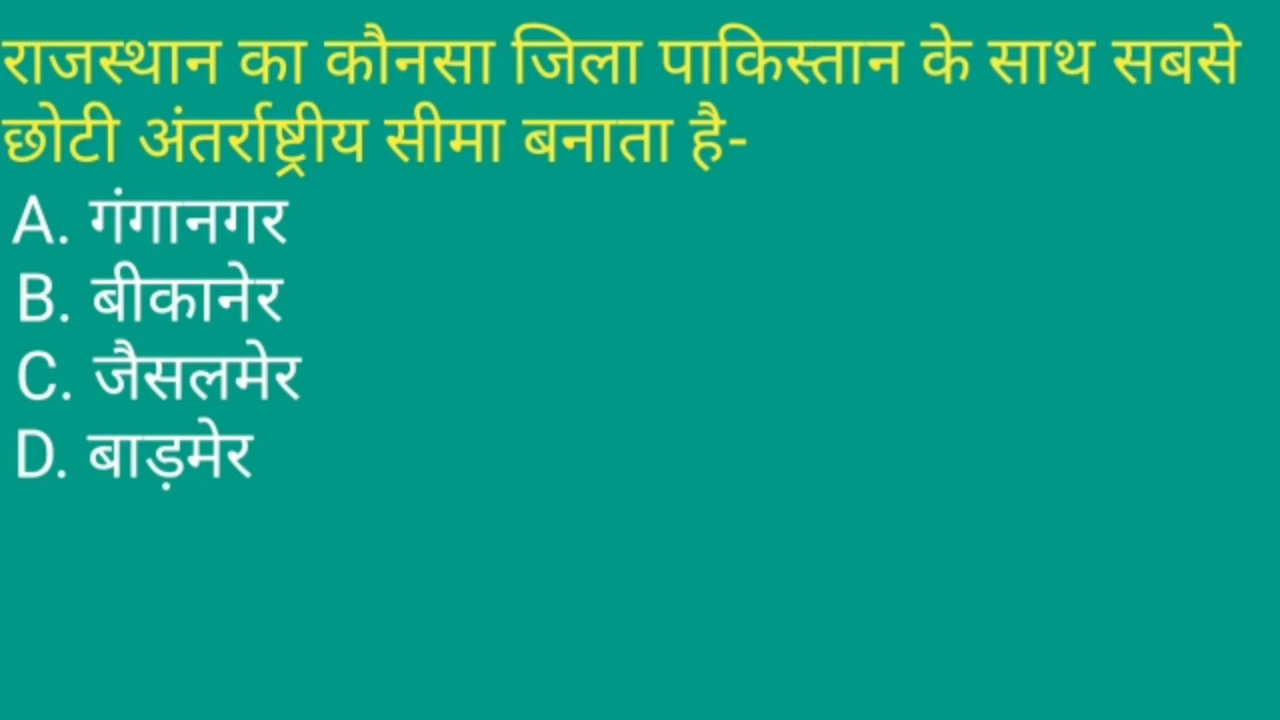 राजस्थान का कौनसा जिला पाकिस्तान के साथ सबसे
छोटी अंतर्राष्ट्रीय सीमा बनाता है-
A. गंगानगर
B. बीकानेर
C. जैसलमेर
D. बाड़मेर